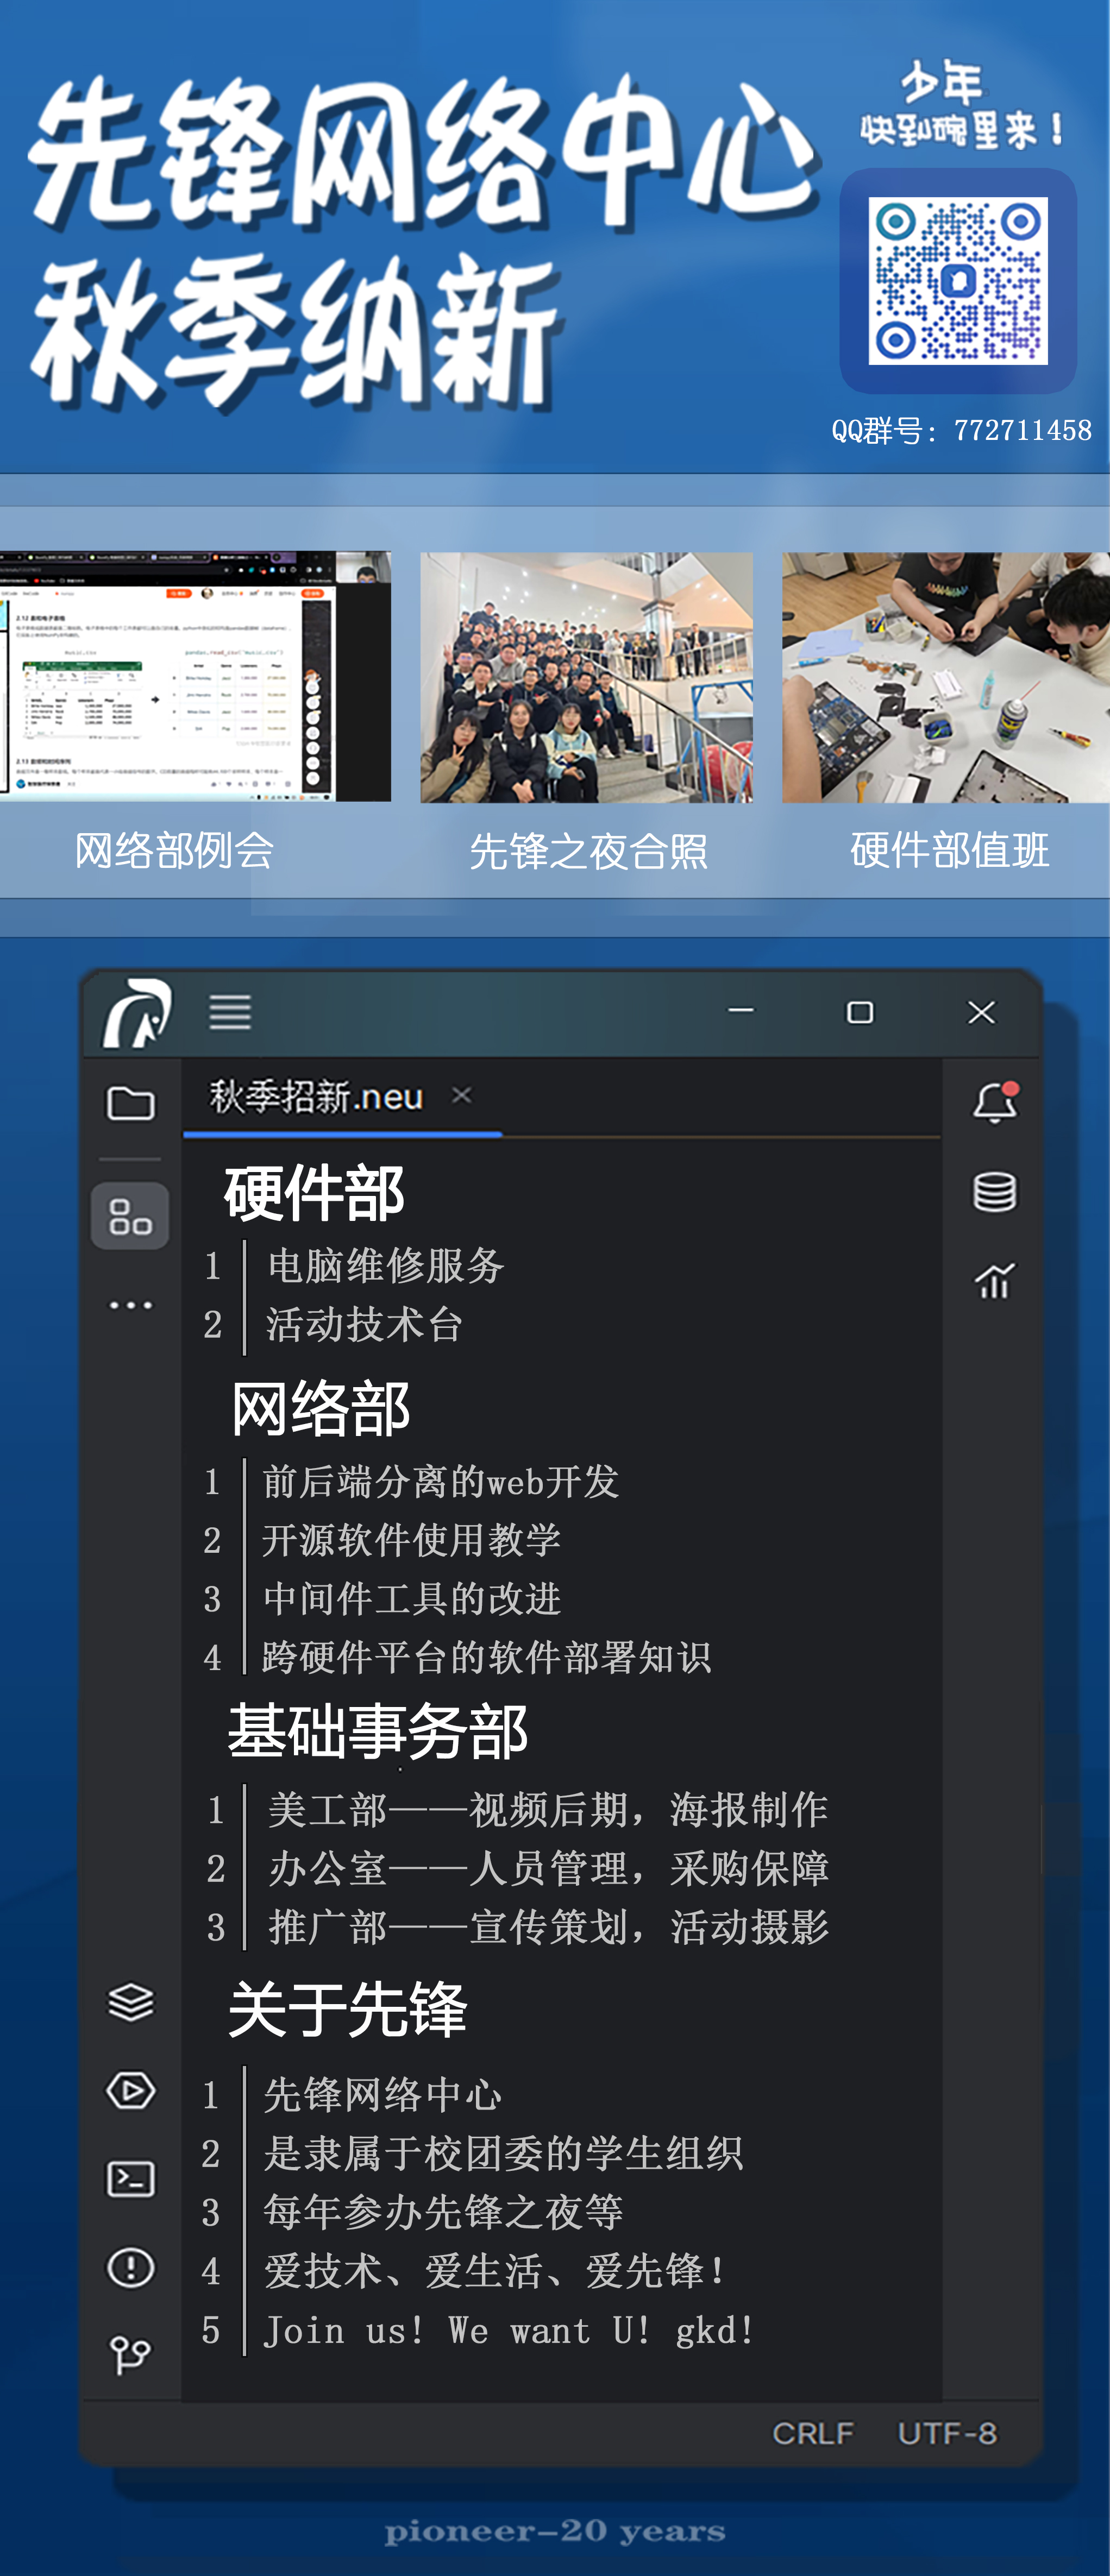 先锋网络中心
秋季纳新
少年
快到碗里来！
QQ群号：772711458
2.12 
music.csv
pandas.read_csv('music.csv')
网络部例会
先锋之夜合照
硬件部值班
秋季招新.neu
硬件部
1 电脑维修服务
2 活动技术台
网络部
1 前后端分离的web开发
2 开源软件使用教学
3 中间件工具的改进
4 跨硬件平台的软件部署知识
基础事务部
1 美工部——视频后期，海报制作
2 办公室——人员管理，采购保障
3 推广部——宣传策划，活动摄影
关于先锋
1 先锋网络中心
2 是隶属于校团委的学生组织
3 每年参办先锋之夜等
4 爱技术、爱生活、爱先锋！
5 Join us! We want U! gkd!
CRLF UTF-8
pioneer-20 years